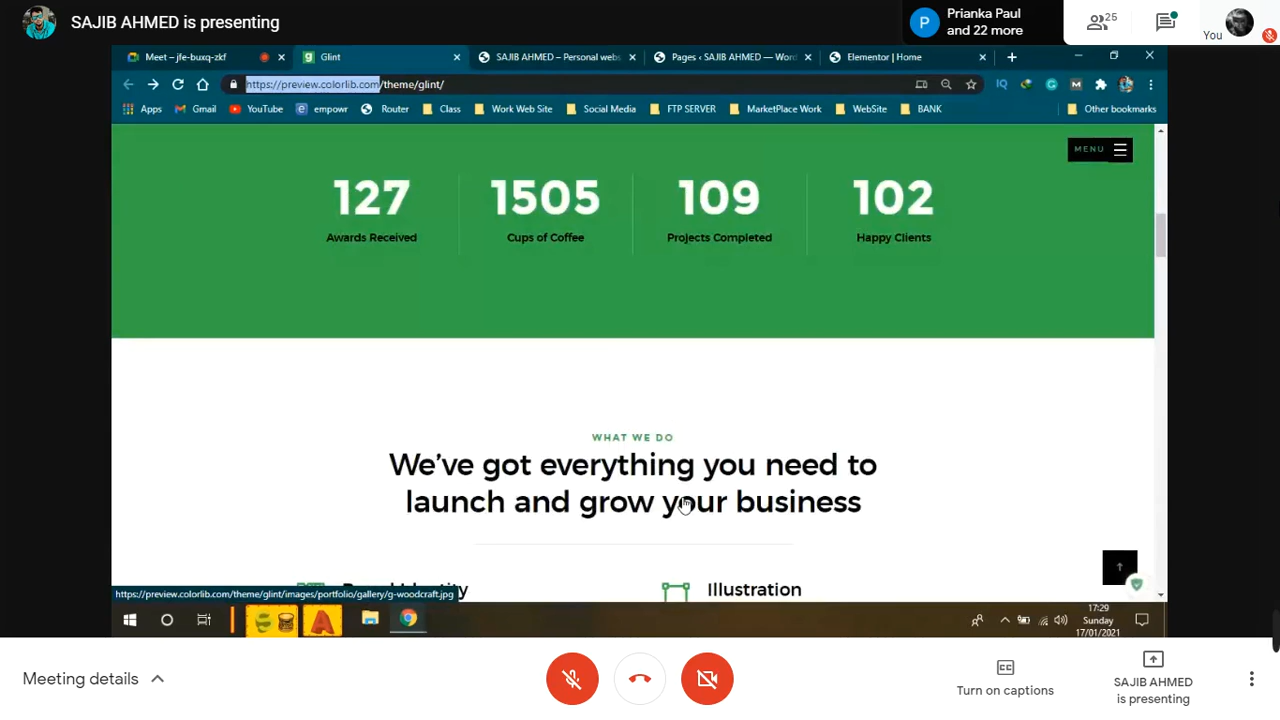 SAJIB AHMED is presenting
Prianka Paul
and 22 more
25
You
P
Meet – jfe-buxq-zkf
Glint
SAJIB AHMED – Personal webs
Pages ‹ SAJIB AHMED — Word
Elementor | Home
https://preview.colorlib.com/theme/glint/
IQ
M
Apps
Gmail
YouTube
empowr
Router
Class
Work Web Site
Social Media
FTP SERVER
MarketPlace Work
WebSite
BANK
Other bookmarks
MENU
127
1505
109
102
Awards Received
Cups of Coffee
Projects Completed
Happy Clients
WHAT WE DO
We’ve got everything you need to
launch and grow your business
Illustration
https://preview.colorlib.com/theme/glint/images/portfolio/gallery/g-woodcraft.jpg
17:29
Sunday
17/01/2021
Meeting details
CC
Turn on captions
SAJIB AHMED
is presenting